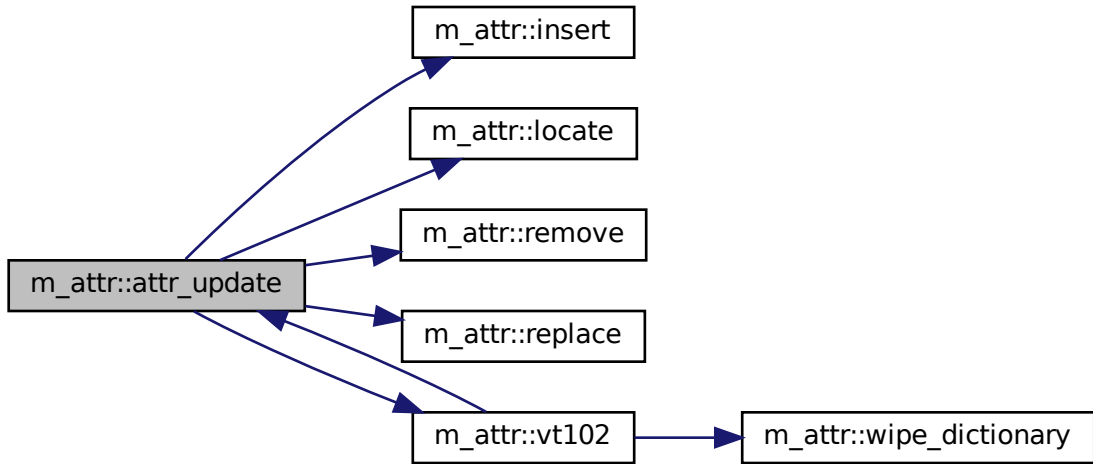 m_attr::insert
m_attr::locate
m_attr::remove
m_attr::attr_update
m_attr::replace
m_attr::vt102
m_attr::wipe_dictionary